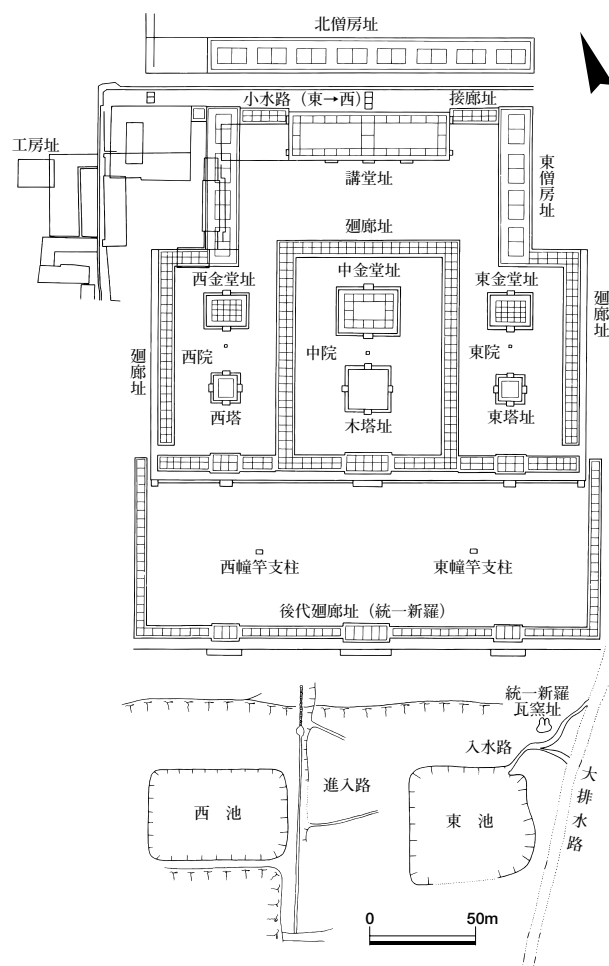 北僧房址
小水路（東→西）
接廊址
工房址
講堂址
東僧房址
廻廊址
西金堂址
中金堂址
東金堂址
廻廊址
廻廊址
西院
中院
東院
西塔
木塔址
東塔址
西幢竿支柱
東幢竿支柱
後代廻廊址（統一新羅）
統一新羅
瓦窯址
入水路
進入路
大排水路
西 池
東 池
0
50m